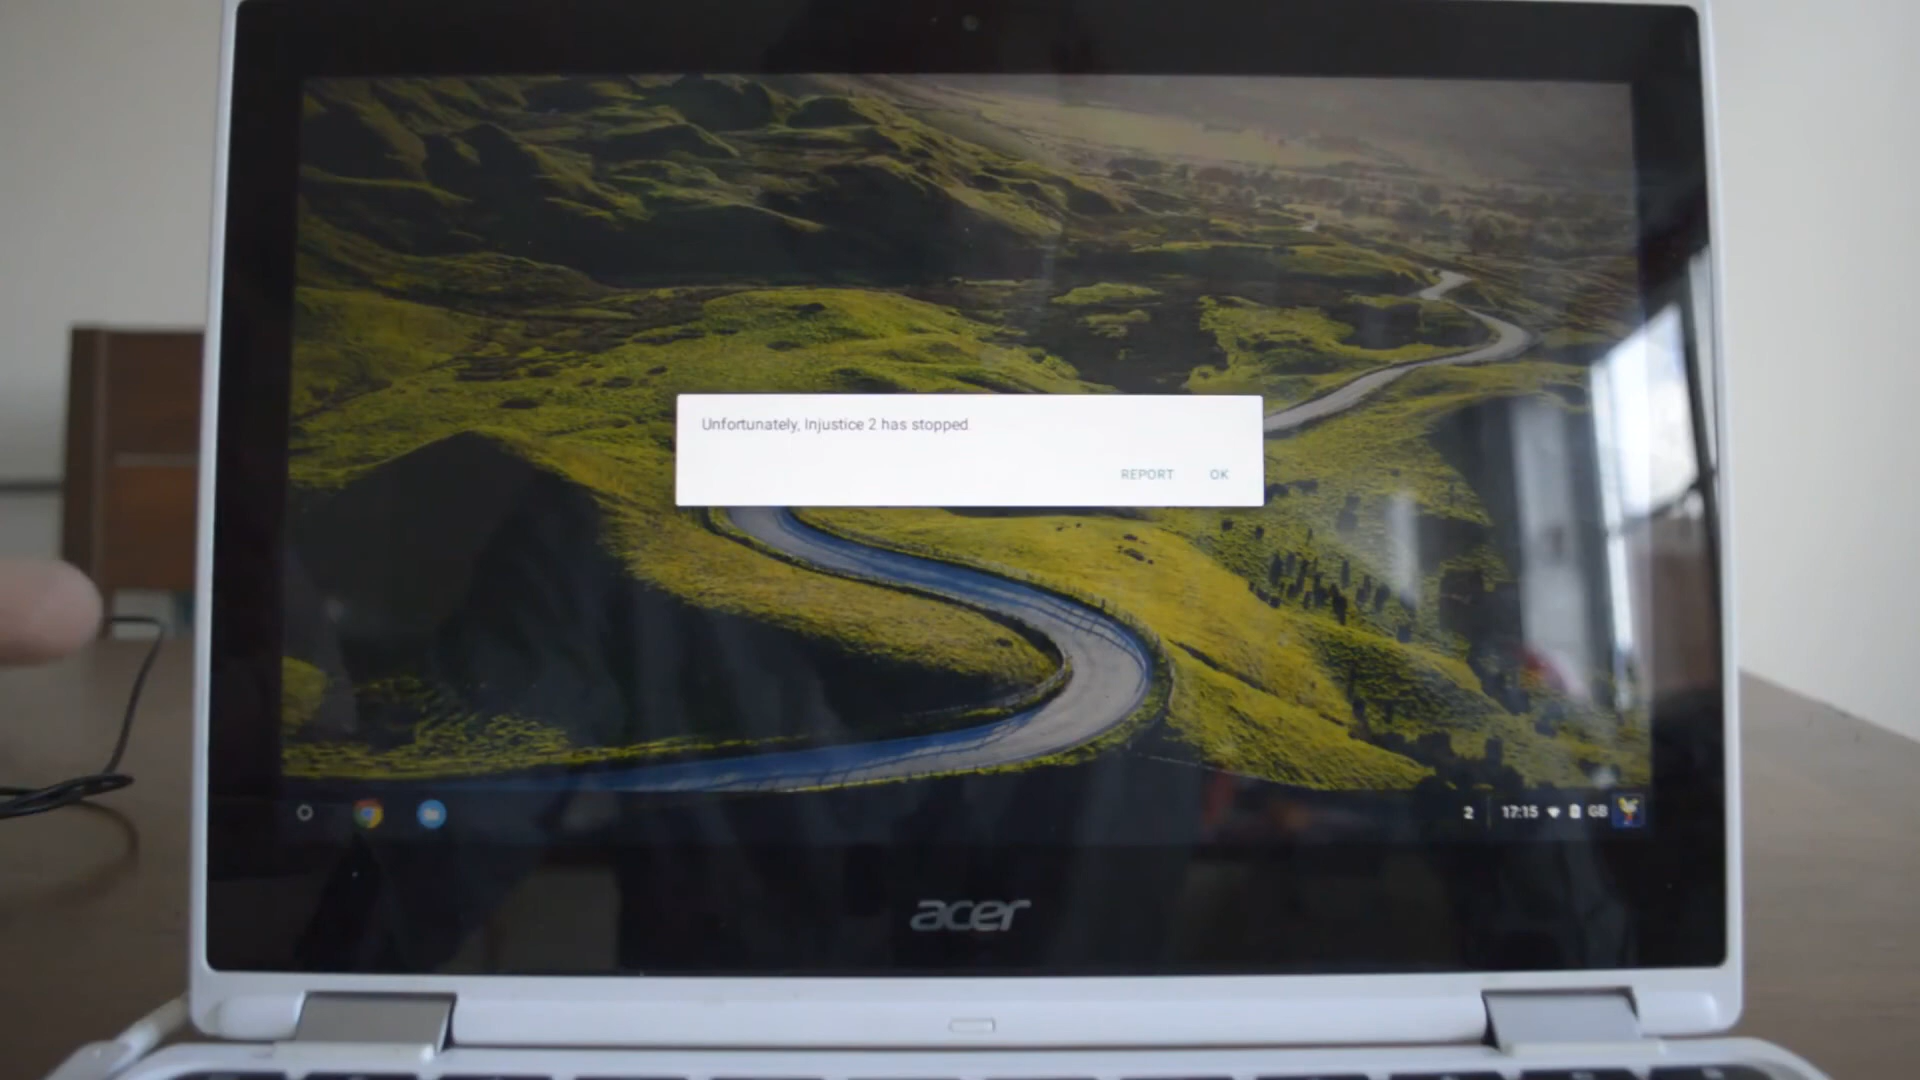 Unfortunately, Injustice 2 has stopped.
REPORT OK
2 17:15 GB
acer